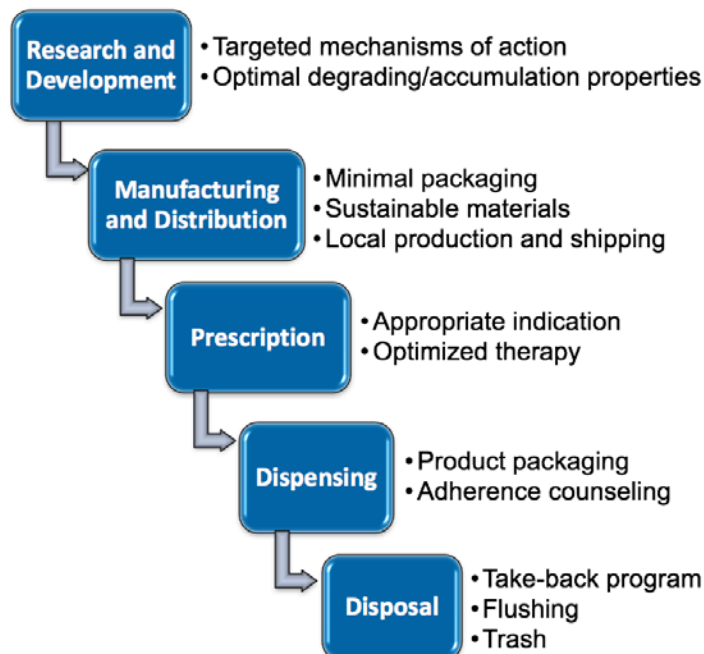 Research and
Development
• Targeted mechanisms of action
• Optimal degrading/accumulation properties
Manufacturing
and Distribution
• Minimal packaging
• Sustainable materials
• Local production and shipping
Prescription
• Appropriate indication
• Optimized therapy
Dispensing
• Product packaging
• Adherence counseling
Disposal
• Take-back program
• Flushing
• Trash